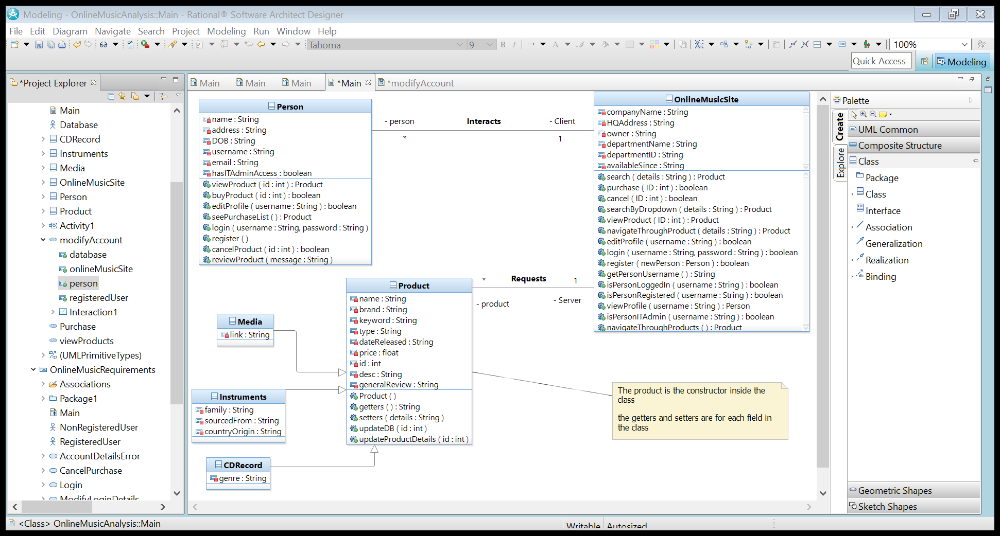 Modeling - OnlineMusicAnalysis::Main - Rational® Software Architect Designer
File Edit Diagram Navigate Search Project Modeling Run Window Help
Tahoma 9 B I A 100%
Quick Access Modeling
*Project Explorer
Main
Database
CDRecord
Instruments
Media
OnlineMusicSite
Person
Product
Activity1
modifyAccount
database
onlineMusicSite
person
registeredUser
Interaction1
Purchase
viewProducts
(UMLPrimitiveTypes)
OnlineMusicRequirements
Associations
Package1
Main
NonRegisteredUser
RegisteredUser
AccountDetailsError
CancelPurchase
Login
ModifyLoginDetails
Main Main Main *Main *modifyAccount
Person
name : String
address : String
DOB : String
username : String
email : String
hasITAdminAccess : boolean
viewProduct ( id : int ) : Product
buyProduct ( id : int ) : boolean
editProfile ( username : String ) : boolean
seePurchaseList ( ) : Product
login ( username : String, password : String )
register ( )
cancelProduct ( id : int ) : boolean
reviewProduct ( message : String )
- person Interacts - Client
* 1
OnlineMusicSite
companyName : String
HQAddress : String
owner : String
departmentName : String
departmentID : String
availableSince : String
search ( details : String ) : Product
purchase ( ID : int ) : boolean
cancel ( ID : int ) : boolean
searchByDropdown ( details : String ) : Product
viewProduct ( ID : int ) : Product
navigateThroughProduct ( details : String ) : Product
editProfile ( username : String ) : boolean
login ( username : String, password : String ) : boolean
register ( newPerson : Person ) : boolean
getPersonUsername ( ) : String
isPersonLoggedIn ( username : String ) : boolean
isPersonRegistered ( username : String ) : boolean
viewProfile ( username : String ) : Person
isPersonITAdmin ( username : String ) : boolean
navigateThroughProducts ( ) : Product
* Requests 1
- product - Server
Product
name : String
brand : String
keyword : String
type : String
dateReleased : String
price : float
id : int
desc : String
generalReview : String
Product ( )
getters ( ) : String
setters ( details : String )
updateDB ( id : int )
updateProductDetails ( id : int )
Media
link : String
Instruments
family : String
sourcedFrom : String
countryOrigin : String
CDRecord
genre : String
The product is the constructor inside the
class
the getters and setters are for each field in
the class
Palette
Create
Explore
UML Common
Composite Structure
Class
Package
Class
Interface
Association
Generalization
Realization
Binding
Geometric Shapes
Sketch Shapes
<Class> OnlineMusicAnalysis::Main
Writable Autosized